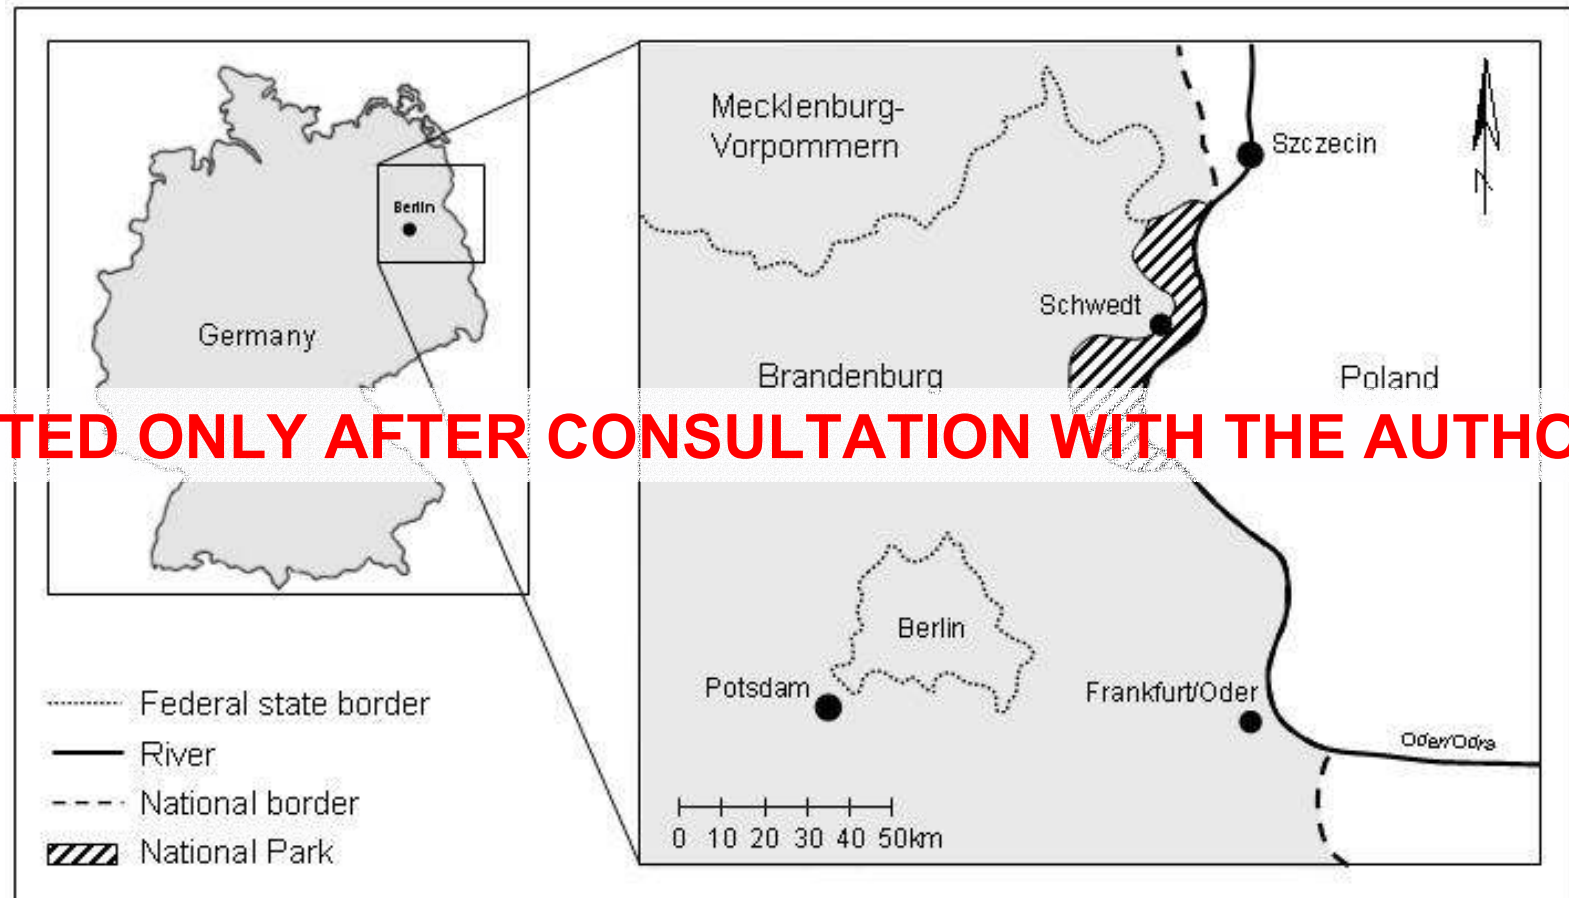 Mecklenburg-
Vorpommern
Szczecin
N
Berlin
Schwedt
Germany
Brandenburg
Poland
TED ONLY AFTER CONSULTATION WITH THE AUTHO
Berlin
Potsdam
Frankfurt/Oder
Oder/Odra
0 10 20 30 40 50km
Federal state border
River
National border
National Park